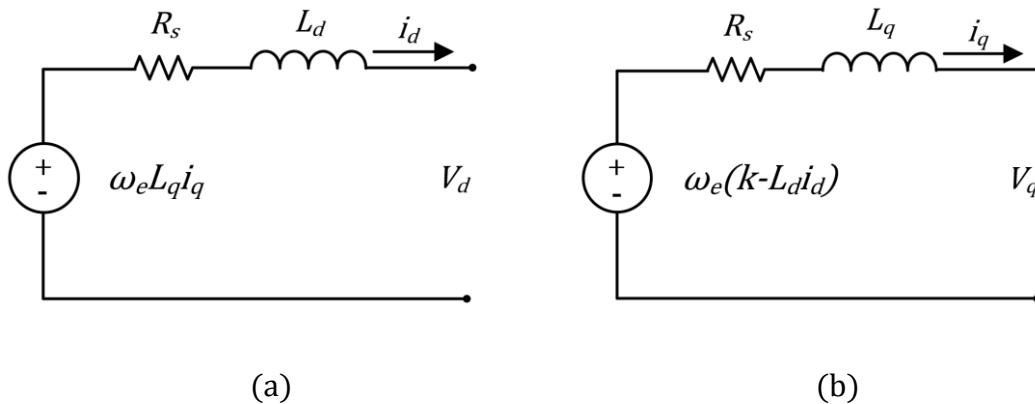 R_s L_d i_d
+
-
ω_e L_q i_q
V_d
(a)
R_s L_q i_q
+
-
ω_e(k-L_d i_d)
V_q
(b)